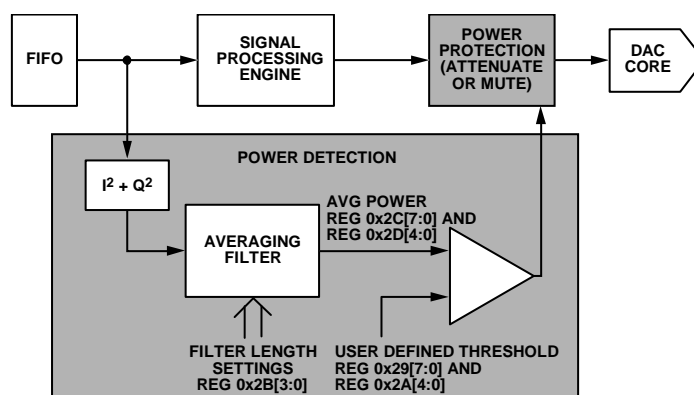 FIFO
SIGNAL
PROCESSING
ENGINE
POWER
PROTECTION
(ATTENUATE
OR MUTE)
DAC
CORE
POWER DETECTION
I² + Q²
AVERAGING
FILTER
AVG POWER
REG 0x2C[7:0] AND
REG 0x2D[4:0]
FILTER LENGTH
SETTINGS
REG 0x2B[3:0]
USER DEFINED THRESHOLD
REG 0x29[7:0] AND
REG 0x2A[4:0]